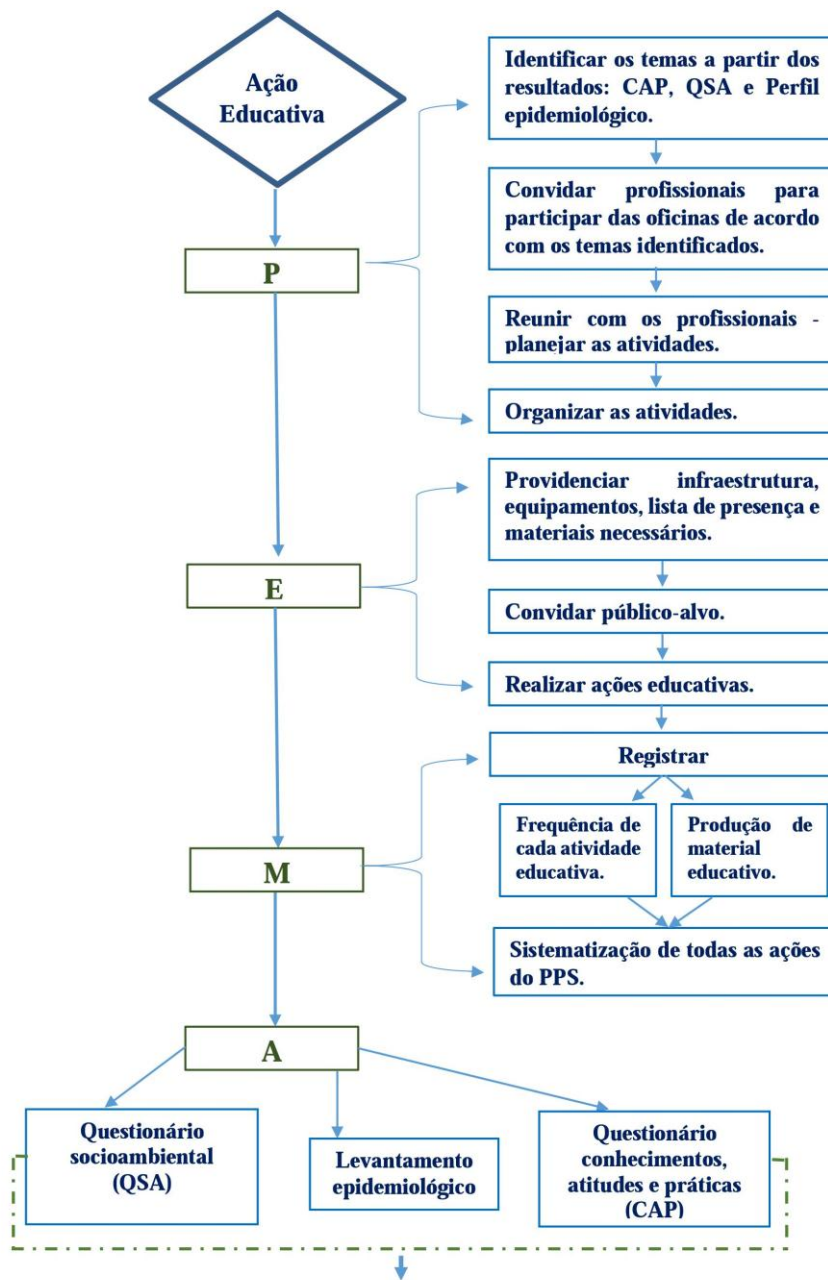 Ação
Educativa
Identificar os temas a partir dos
resultados: CAP, QSA e Perfil
epidemiológico.
Convidar profissionais para
participar das oficinas de acordo
com os temas identificados.
P
Reunir com os profissionais -
planejar as atividades.
Organizar as atividades.
Providenciar infraestrutura,
equipamentos, lista de presença e
materiais necessários.
E
Convidar público-alvo.
Realizar ações educativas.
Registrar
Frequência de
cada atividade
educativa.
Produção de
material
educativo.
M
Sistematização de todas as ações
do PPS.
A
Questionário
socioambiental
(QSA)
Levantamento
epidemiológico
Questionário
conhecimentos,
atitudes e práticas
(CAP)